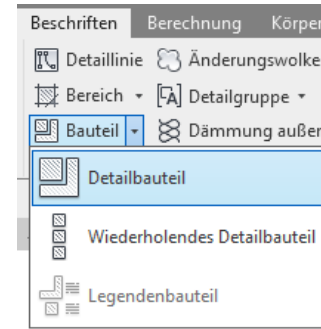 Beschriften Berechnung Körper
Detaillinie Änderungswolke
Bereich Detailgruppe
Bauteil Dämmung außer
Detailbauteil
Wiederholendes Detailbauteil
Legendenbauteil